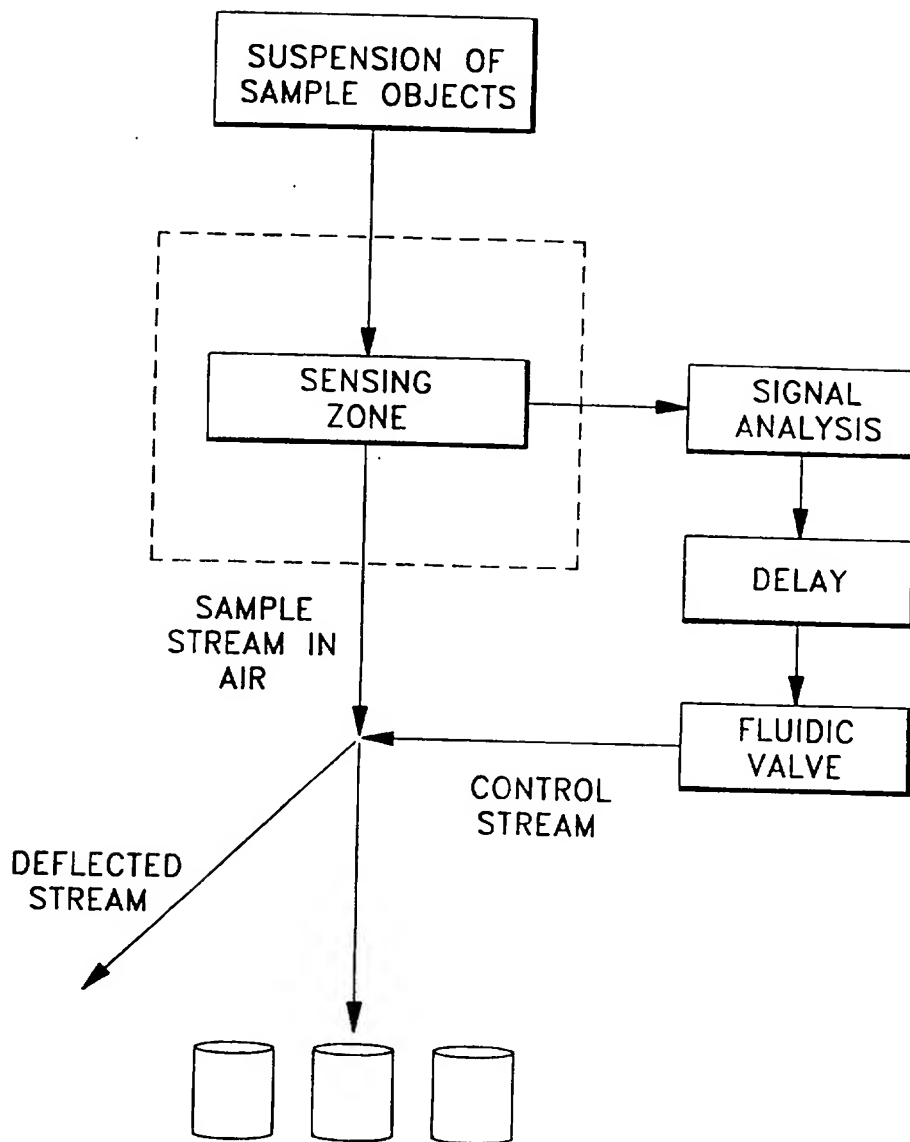 SUSPENSION OF
SAMPLE OBJECTS
SENSING
ZONE
SIGNAL
ANALYSIS
DELAY
SAMPLE
STREAM IN
AIR
FLUIDIC
VALVE
CONTROL
STREAM
DEFLECTED
STREAM